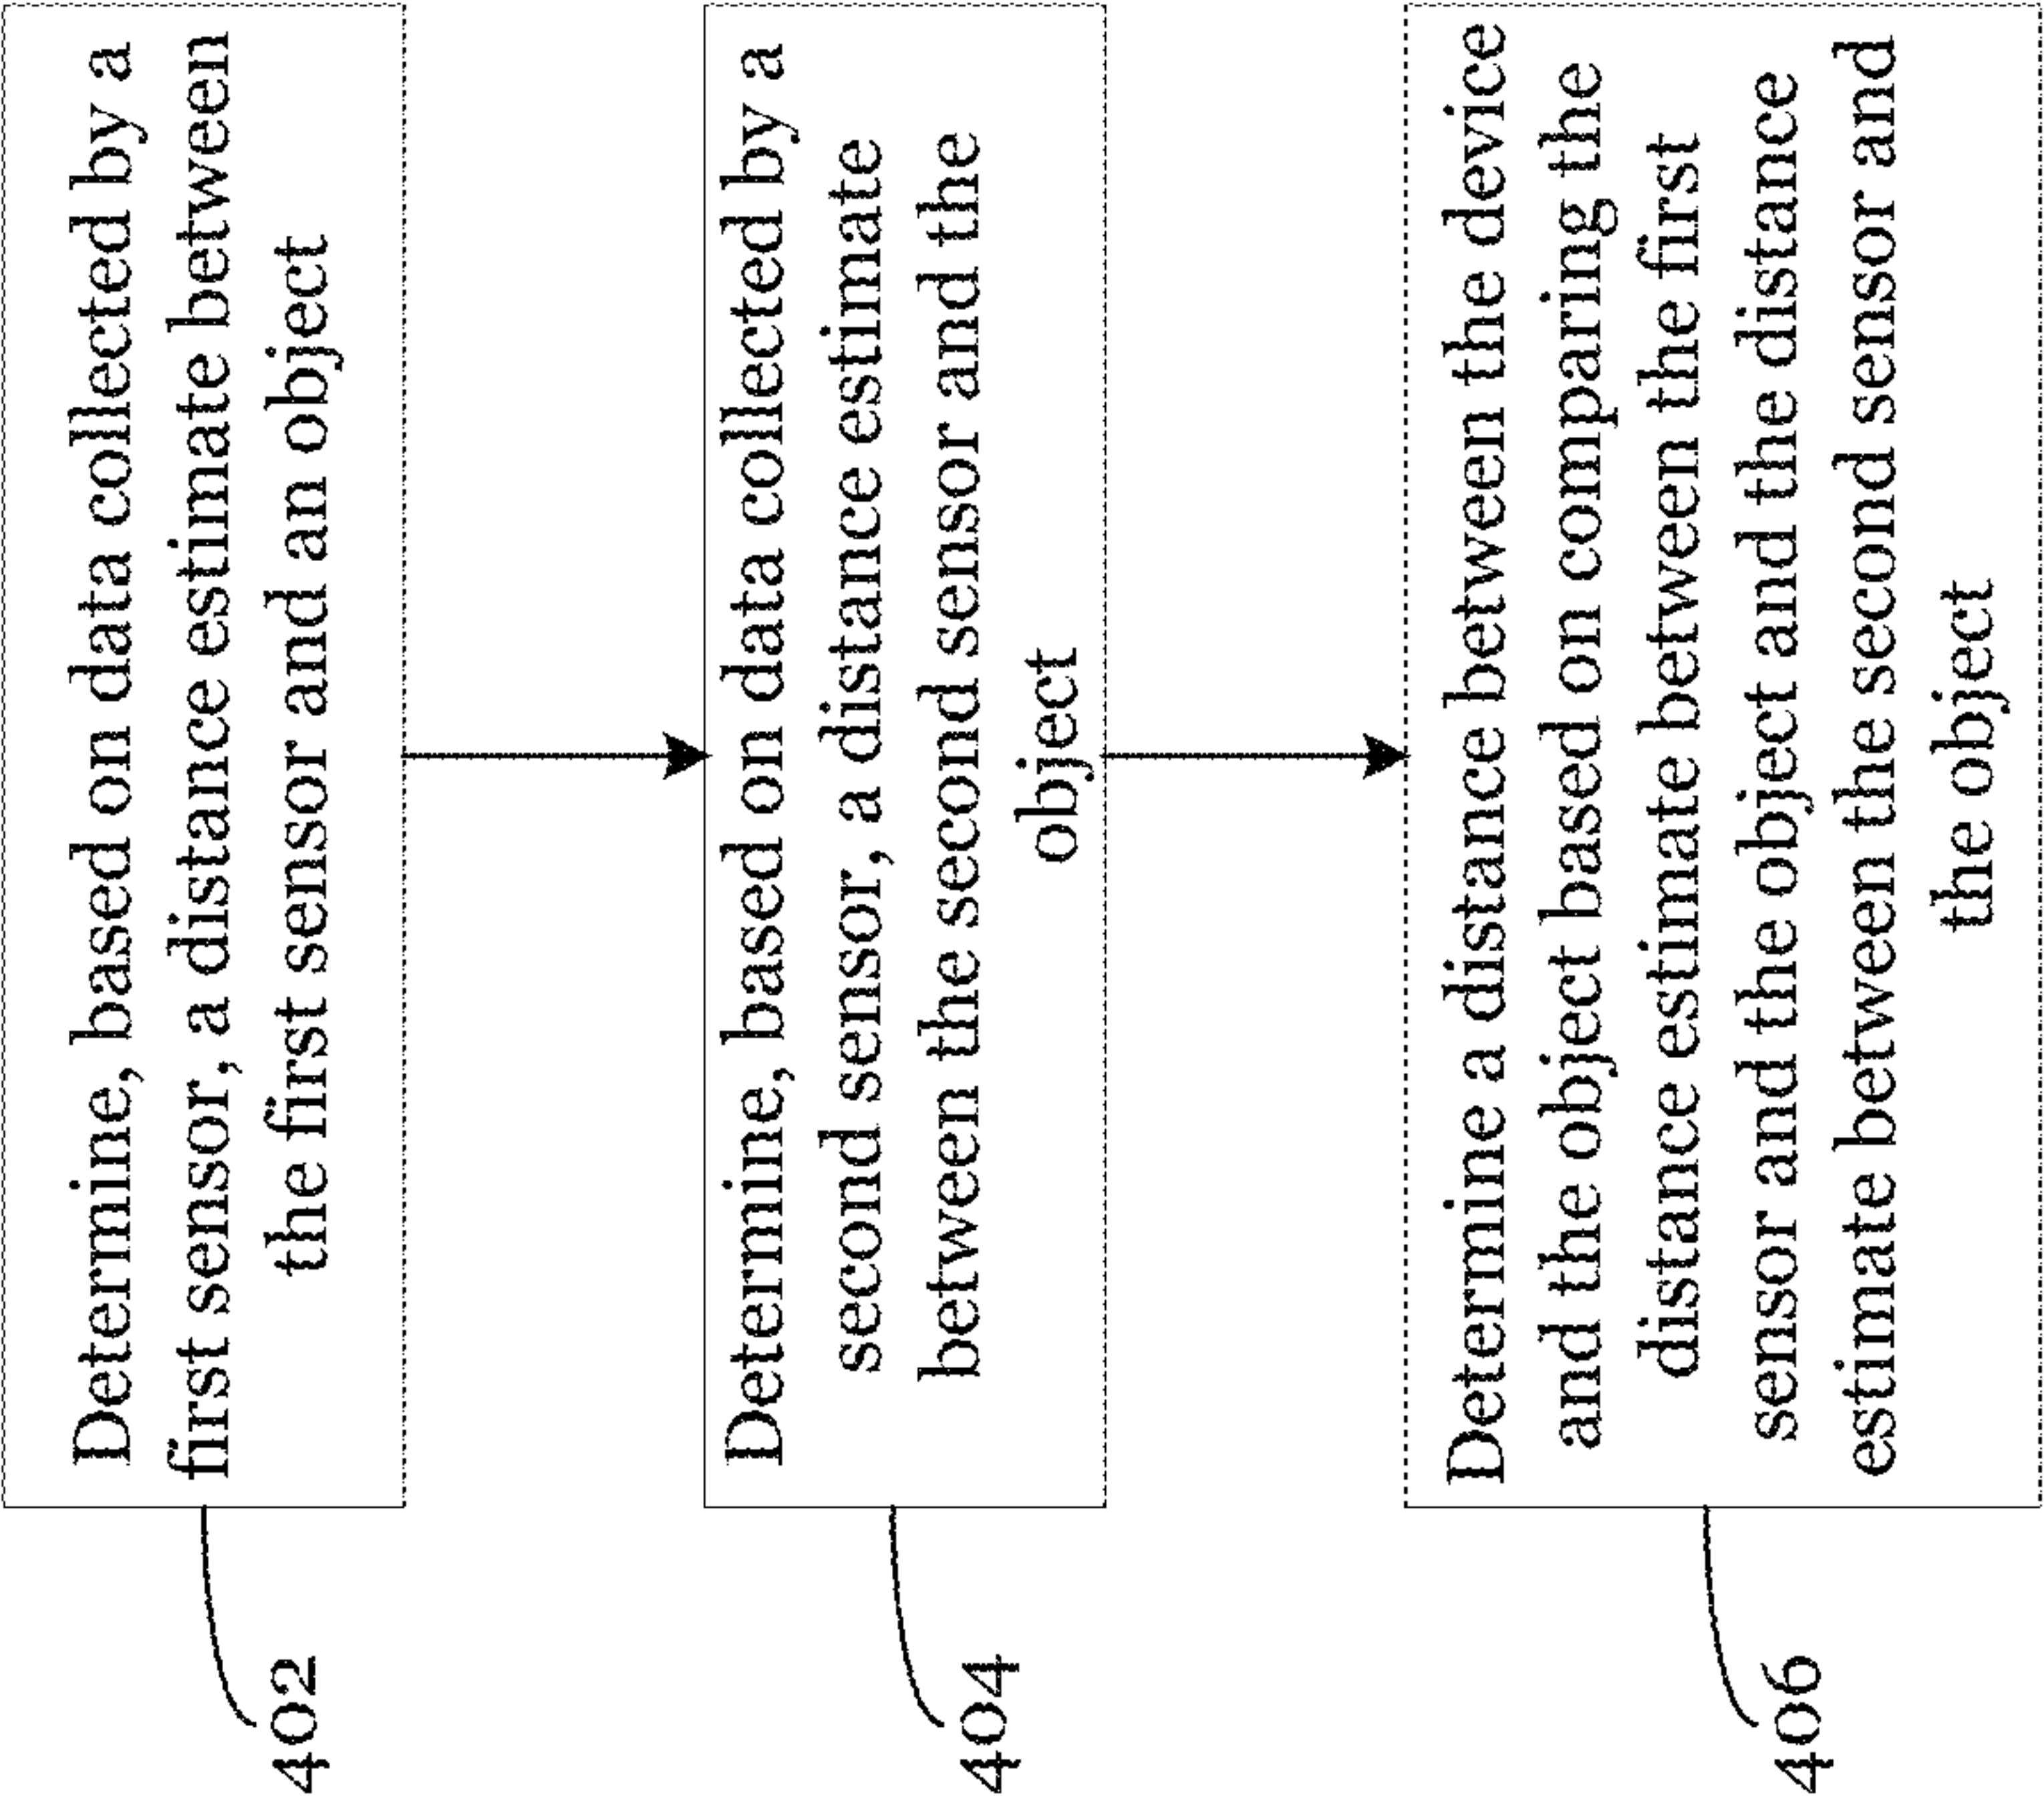 Determine, based on data collected by a
first sensor, a distance estimate between
the first sensor and an object
402
Determine, based on data collected by a
second sensor, a distance estimate
between the second sensor and the
object
404
Determine a distance between the device
and the object based on comparing the
distance estimate between the first
sensor and the object and the distance
estimate between the second sensor and
the object
406